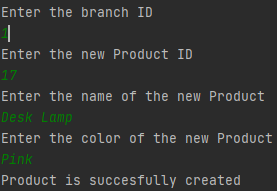 Enter the branch ID
1
Enter the new Product ID
17
Enter the name of the new Product
Desk Lamp
Enter the color of the new Product
Pink
Product is succesfully created